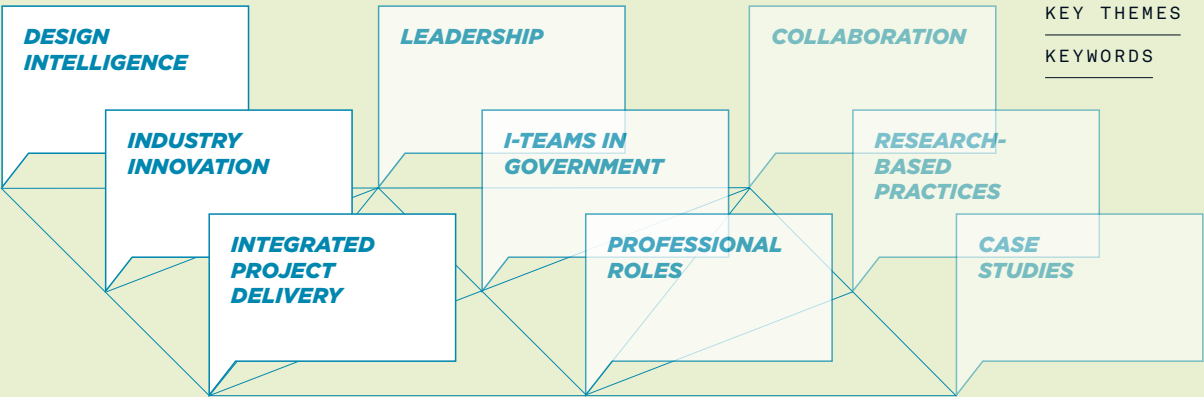 KEY THEMES
KEYWORDS
DESIGN
INTELLIGENCE
LEADERSHIP
COLLABORATION
INDUSTRY
INNOVATION
I-TEAMS IN
GOVERNMENT
RESEARCH-
BASED
PRACTICES
INTEGRATED
PROJECT
DELIVERY
PROFESSIONAL
ROLES
CASE
STUDIES